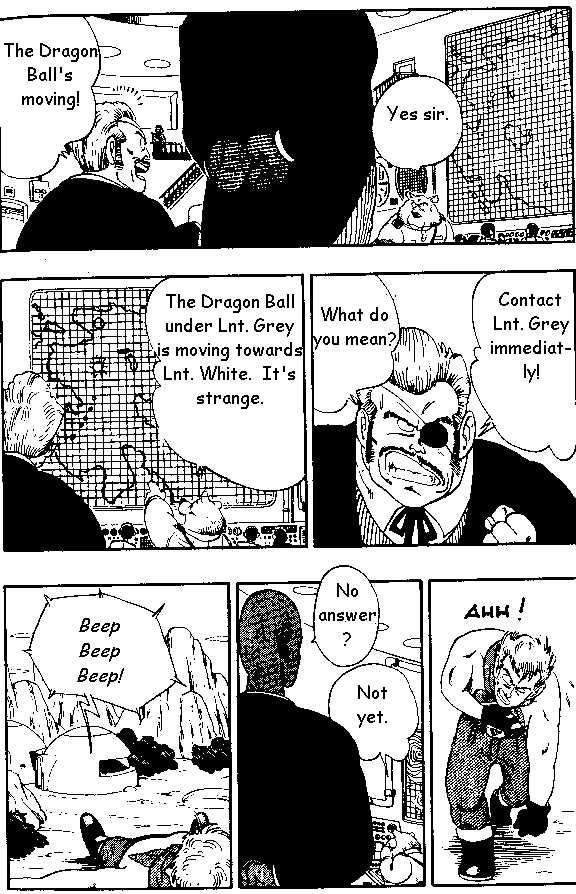 The Dragon
Ball's
moving!
Yes sir.
The Dragon Ball
under Lnt. Grey
is moving towards
Lnt. White. It's
strange.
What do
you mean?
Contact
Lnt. Grey
immediat-
ly!
Beep
Beep
Beep!
No
answer
?
Not
yet.
AHH!